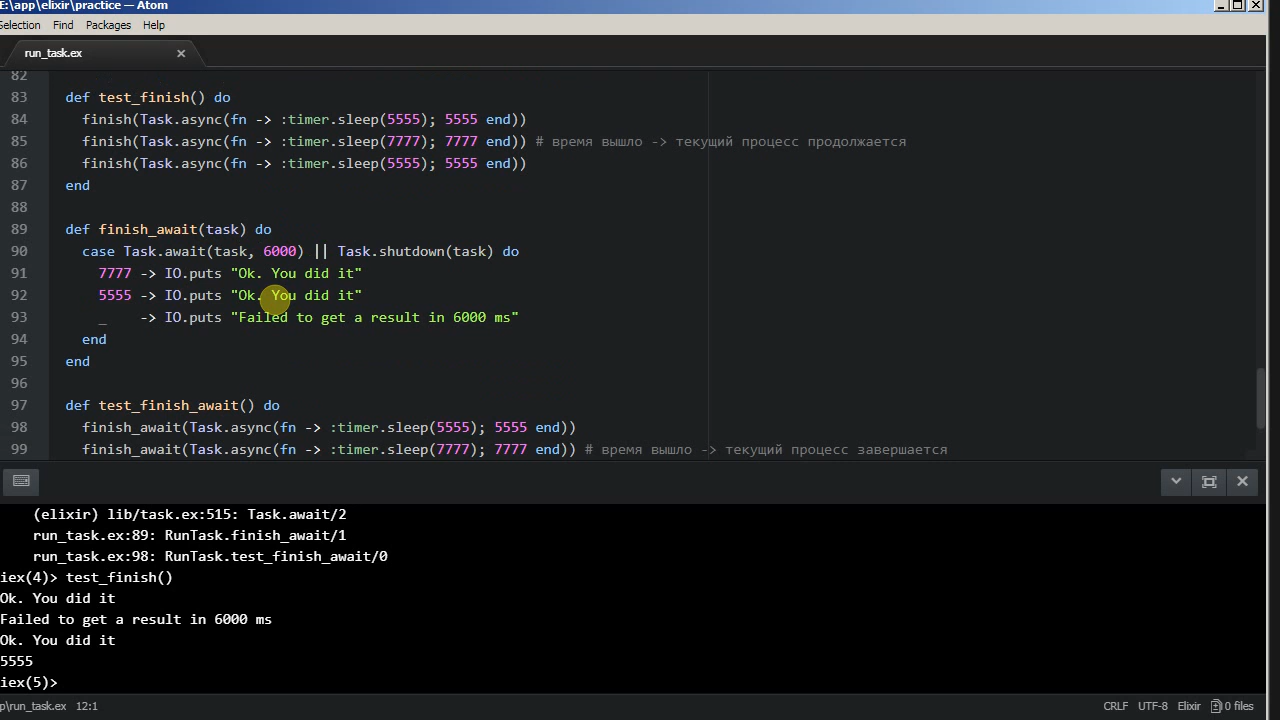 E:\app\elixir\practice — Atom
Selection Find Packages Help
run_task.ex
82
83 def test_finish() do
84 finish(Task.async(fn -> :timer.sleep(5555); 5555 end))
85 finish(Task.async(fn -> :timer.sleep(7777); 7777 end)) # время вышло -> текущий процесс продолжается
86 finish(Task.async(fn -> :timer.sleep(5555); 5555 end))
87 end
88
89 def finish_await(task) do
90 case Task.await(task, 6000) || Task.shutdown(task) do
91 7777 -> IO.puts "Ok. You did it"
92 5555 -> IO.puts "Ok. You did it"
93 _ -> IO.puts "Failed to get a result in 6000 ms"
94 end
95 end
96
97 def test_finish_await() do
98 finish_await(Task.async(fn -> :timer.sleep(5555); 5555 end))
99 finish_await(Task.async(fn -> :timer.sleep(7777); 7777 end)) # время вышло -> текущий процесс завершается
(elixir) lib/task.ex:515: Task.await/2
run_task.ex:89: RunTask.finish_await/1
run_task.ex:98: RunTask.test_finish_await/0
iex(4)> test_finish()
Ok. You did it
Failed to get a result in 6000 ms
Ok. You did it
5555
iex(5)>
p\run_task.ex 12:1 CRLF UTF-8 Elixir 0 files